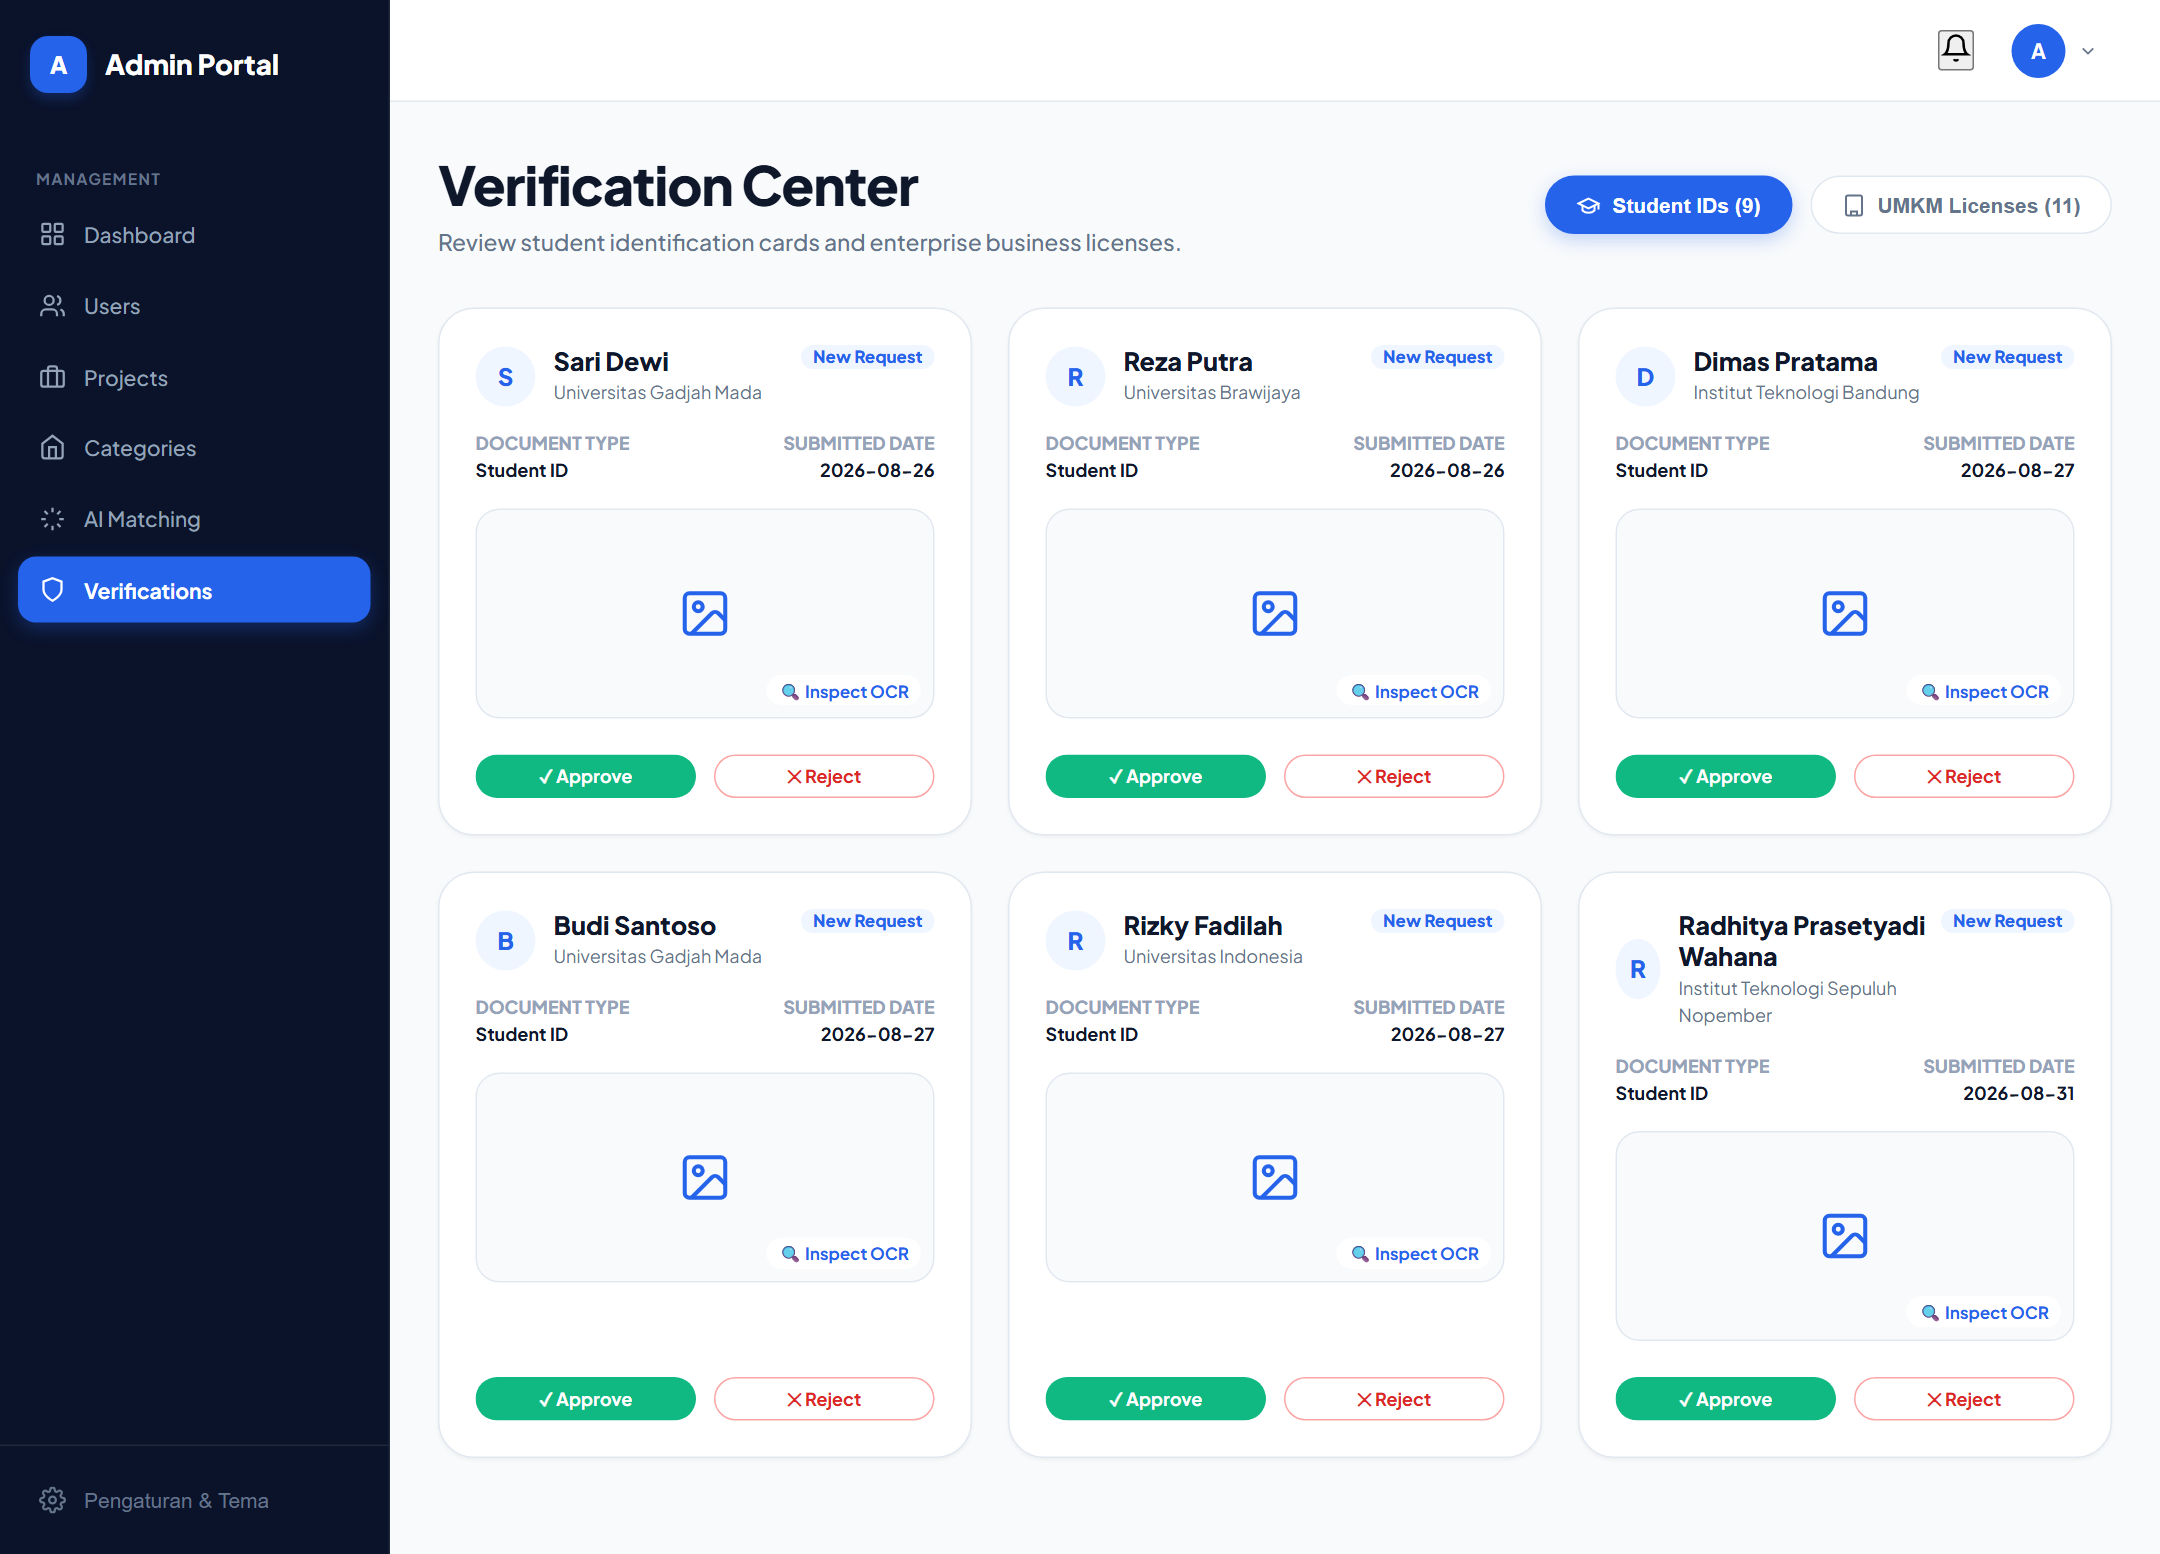 A
Admin Portal
MANAGEMENT
Dashboard
Users
Projects
Categories
AI Matching
Verifications
Pengaturan & Tema
A
Verification Center
Review student identification cards and enterprise business licenses.
Student IDs (9)
UMKM Licenses (11)
S
Sari Dewi
Universitas Gadjah Mada
New Request
DOCUMENT TYPE
Student ID
SUBMITTED DATE
2026-08-26
Inspect OCR
✓ Approve
✕ Reject
R
Reza Putra
Universitas Brawijaya
New Request
DOCUMENT TYPE
Student ID
SUBMITTED DATE
2026-08-26
Inspect OCR
✓ Approve
✕ Reject
D
Dimas Pratama
Institut Teknologi Bandung
New Request
DOCUMENT TYPE
Student ID
SUBMITTED DATE
2026-08-27
Inspect OCR
✓ Approve
✕ Reject
B
Budi Santoso
Universitas Gadjah Mada
New Request
DOCUMENT TYPE
Student ID
SUBMITTED DATE
2026-08-27
Inspect OCR
✓ Approve
✕ Reject
R
Rizky Fadilah
Universitas Indonesia
New Request
DOCUMENT TYPE
Student ID
SUBMITTED DATE
2026-08-27
Inspect OCR
✓ Approve
✕ Reject
R
Radhitya Prasetyadi
Wahana
Institut Teknologi Sepuluh
Nopember
New Request
DOCUMENT TYPE
Student ID
SUBMITTED DATE
2026-08-31
Inspect OCR
✓ Approve
✕ Reject